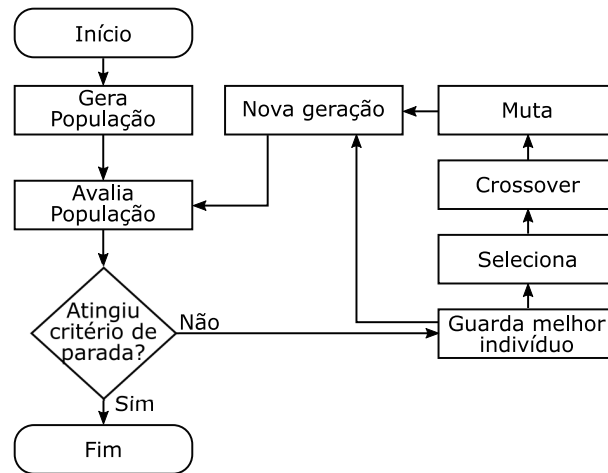 Início
Gera
População
Avalia
População
Atingiu
critério de
parada?
Não
Sim
Fim
Nova geração
Muta
Crossover
Seleciona
Guarda melhor
indivíduo